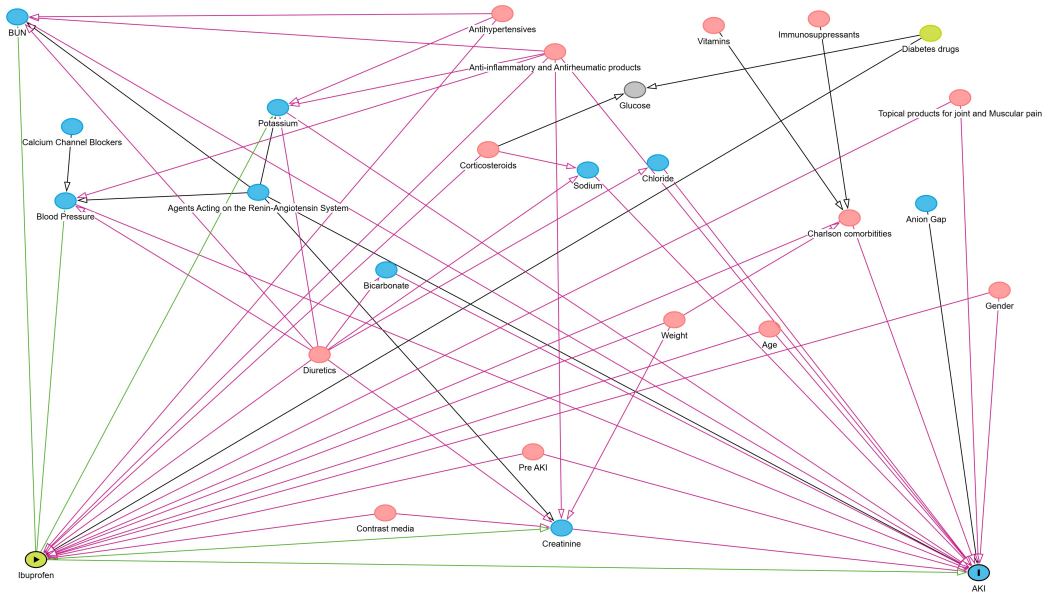 Antihypertensives
BUN
Vitamins
Immunosuppressants
Diabetes drugs
Anti-inflammatory and Antirheumatic products
Glucose
Topical products for joint and Muscular pain
Potassium
Calcium Channel Blockers
Corticosteroids
Chloride
Sodium
Agents Acting on the Renin-Angiotensin System
Blood Pressure
Anion Gap
Charlson comorbitities
Bicarbonate
Gender
Weight
Age
Diuretics
Pre AKI
Contrast media
Creatinine
Ibuprofen
AKI